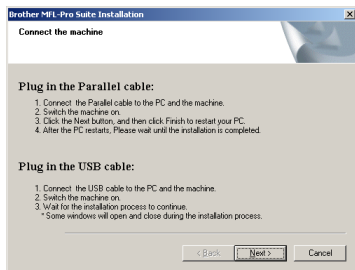 Brother MFL-Pro Suite Installation
Connect the machine
Plug in the Parallel cable:
1. Connect the Parallel cable to the PC and the machine.
2. Switch the machine on.
3. Click the Next button, and then click Finish to restart your PC.
4. After the PC restarts, Please wait until the installation is completed.
Plug in the USB cable:
1. Connect the USB cable to the PC and the machine.
2. Switch the machine on.
3. Wait for the installation process to continue.
* Some windows will open and close during the installation process.
< Back Next > Cancel